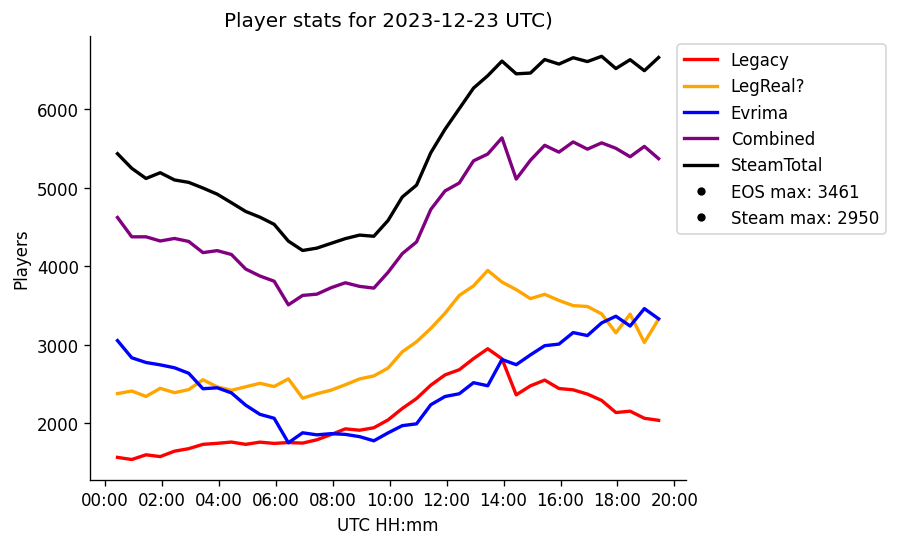 Player stats for 2023-12-23 UTC)
Legacy
LegReal?
Evrima
Combined
SteamTotal
EOS max: 3461
Steam max: 2950
Players
6000
5000
4000
3000
2000
00:00 02:00 04:00 06:00 08:00 10:00 12:00 14:00 16:00 18:00 20:00
UTC HH:mm